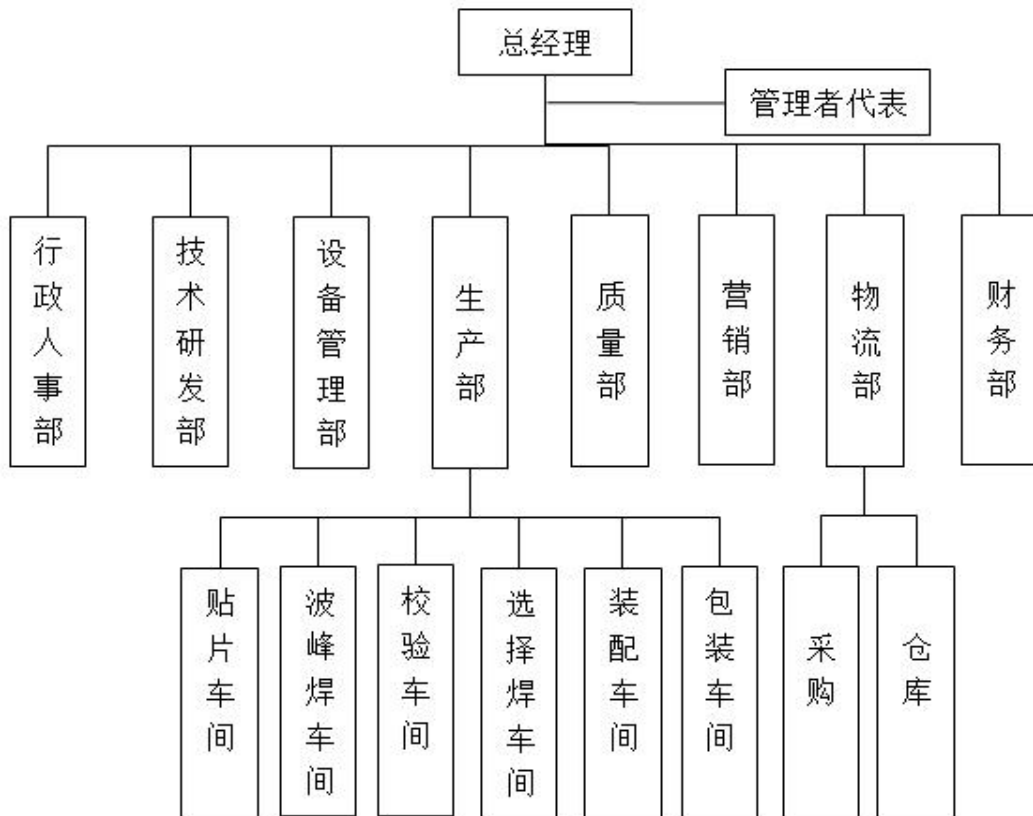 总经理
管理者代表
行政人事部
技术研发部
设备管理部
生产部
质量部
营销部
物流部
财务部
贴片车间
波峰焊车间
校验车间
选择焊车间
装配车间
包装车间
采购
仓库